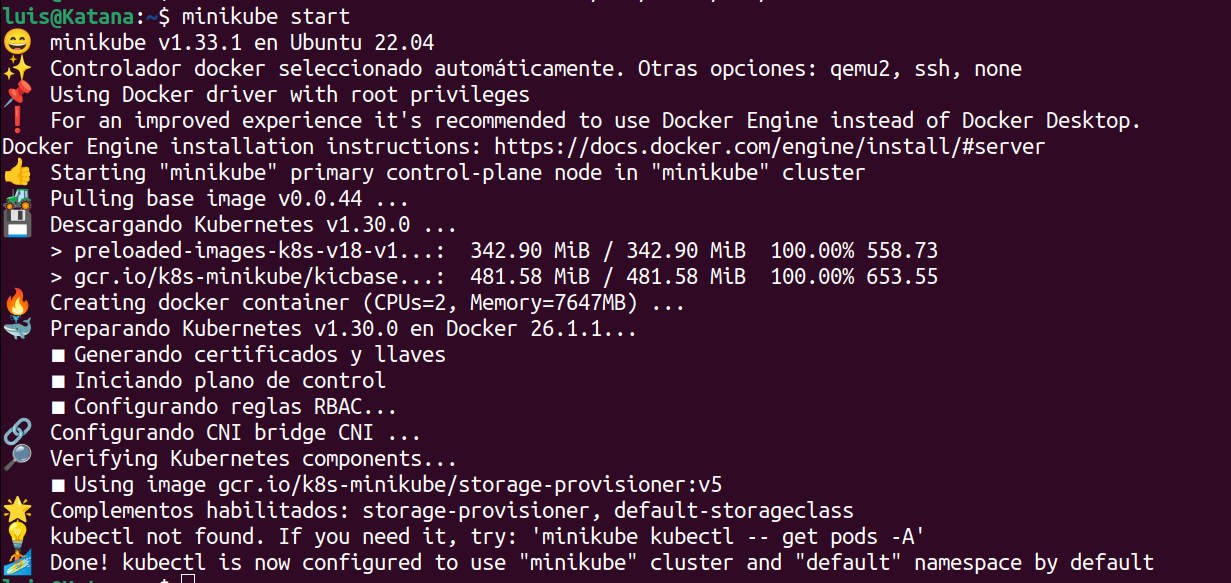 luis@Katana:~$ minikube start
😄 minikube v1.33.1 en Ubuntu 22.04
✨ Controlador docker seleccionado automáticamente. Otras opciones: qemu2, ssh, none
📌 Using Docker driver with root privileges
❗ For an improved experience it's recommended to use Docker Engine instead of Docker Desktop.
Docker Engine installation instructions: https://docs.docker.com/engine/install/#server
👍 Starting "minikube" primary control-plane node in "minikube" cluster
🚜 Pulling base image v0.0.44 ...
💾 Descargando Kubernetes v1.30.0 ...
> preloaded-images-k8s-v18-v1...: 342.90 MiB / 342.90 MiB 100.00% 558.73
> gcr.io/k8s-minikube/kicbase...: 481.58 MiB / 481.58 MiB 100.00% 653.55
🔥 Creating docker container (CPUs=2, Memory=7647MB) ...
🐳 Preparando Kubernetes v1.30.0 en Docker 26.1.1...
■ Generando certificados y llaves
■ Iniciando plano de control
■ Configurando reglas RBAC...
🔗 Configurando CNI bridge CNI ...
🔎 Verifying Kubernetes components...
■ Using image gcr.io/k8s-minikube/storage-provisioner:v5
🌟 Complementos habilitados: storage-provisioner, default-storageclass
💡 kubectl not found. If you need it, try: 'minikube kubectl -- get pods -A'
🏄 Done! kubectl is now configured to use "minikube" cluster and "default" namespace by default